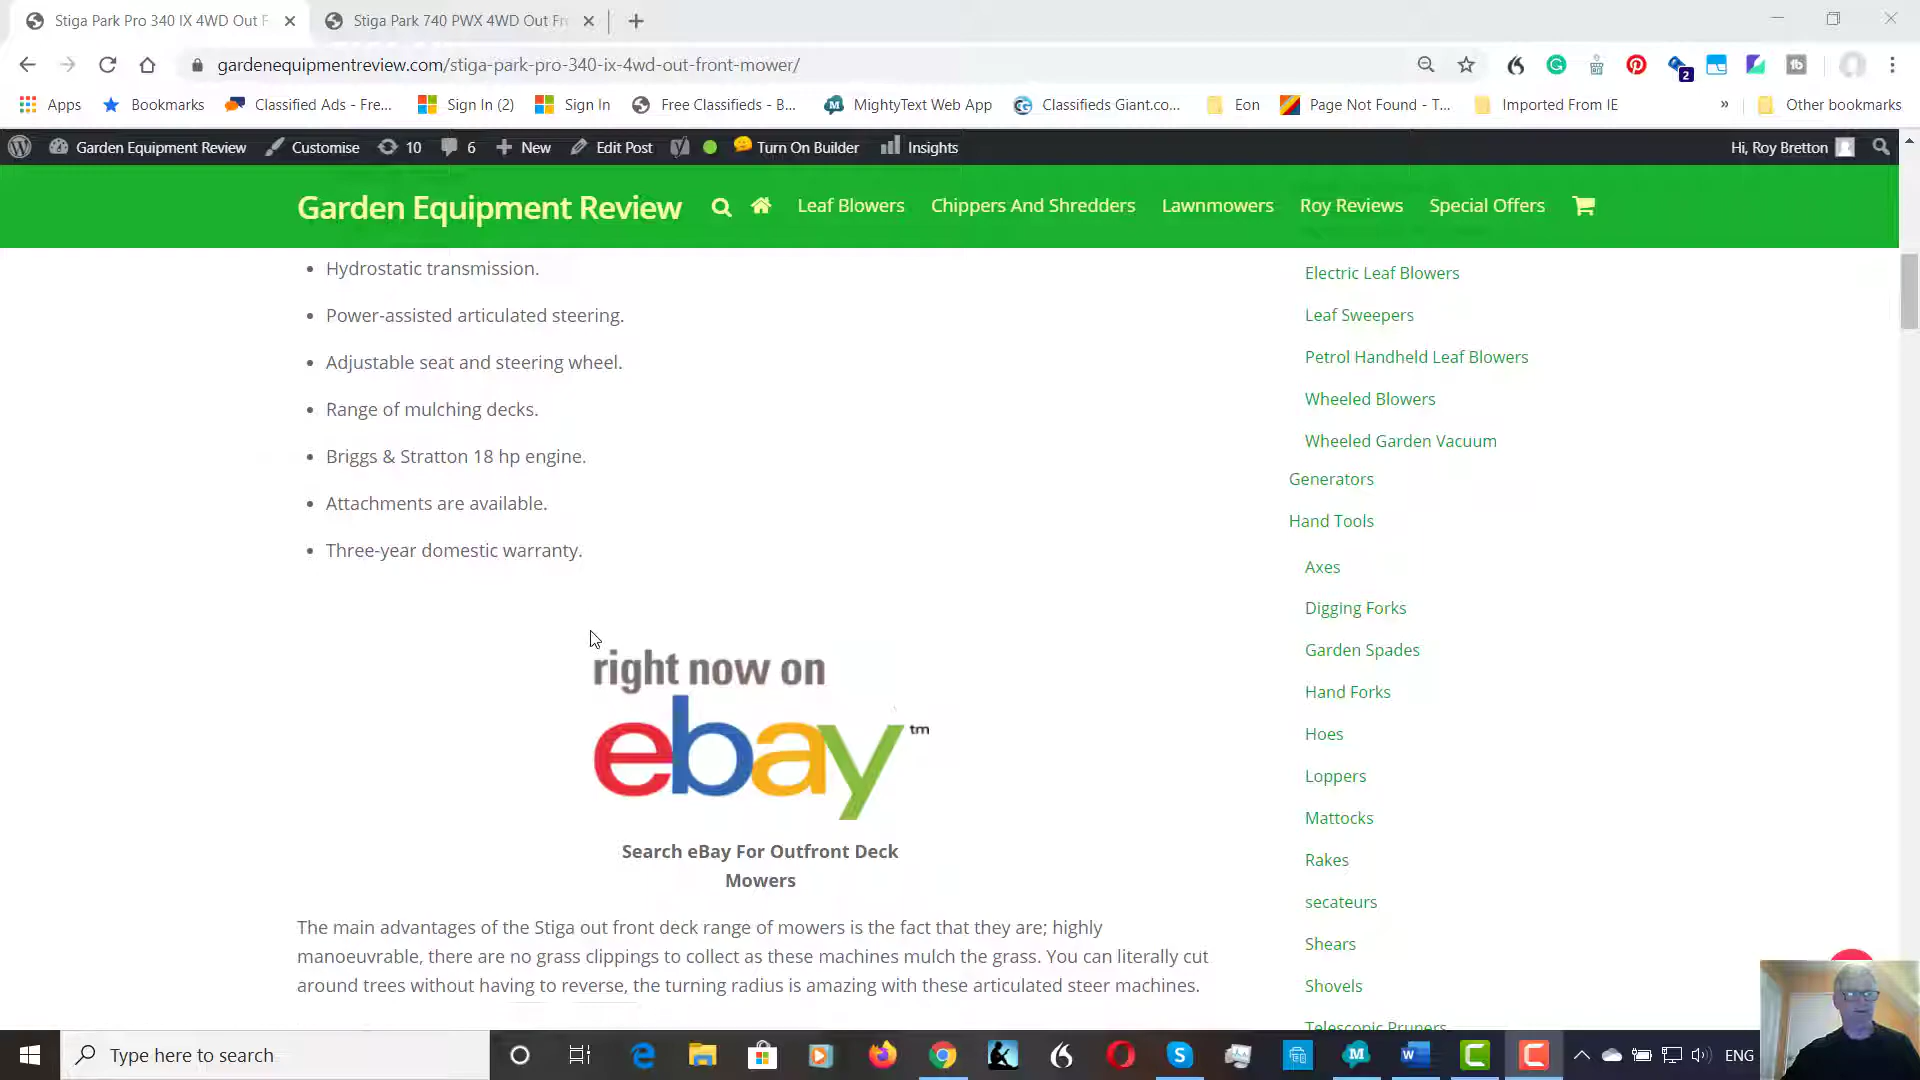 Stiga Park Pro 340 IX 4WD Out F
Stiga Park 740 PWX 4WD Out Fr
gardenequipmentreview.com/stiga-park-pro-340-ix-4wd-out-front-mower/
2
Apps
Bookmarks
Classified Ads - Fre...
Sign In (2)
Sign In
Free Classifieds - B...
MightyText Web App
Classifieds Giant.co...
Eon
Page Not Found - T...
Imported From IE
»
Other bookmarks
Garden Equipment Review
Customise
10
6
New
Edit Post
Turn On Builder
Insights
Hi, Roy Bretton
Garden Equipment Review
Leaf Blowers
Chippers And Shredders
Lawnmowers
Roy Reviews
Special Offers
• Hydrostatic transmission.
• Power-assisted articulated steering.
• Adjustable seat and steering wheel.
• Range of mulching decks.
• Briggs & Stratton 18 hp engine.
• Attachments are available.
• Three-year domestic warranty.
right now on
ebay™
Search eBay For Outfront Deck
Mowers
The main advantages of the Stiga out front deck range of mowers is the fact that they are; highly
manoeuvrable, there are no grass clippings to collect as these machines mulch the grass. You can literally cut
around trees without having to reverse, the turning radius is amazing with these articulated steer machines.
Electric Leaf Blowers
Leaf Sweepers
Petrol Handheld Leaf Blowers
Wheeled Blowers
Wheeled Garden Vacuum
Generators
Hand Tools
Axes
Digging Forks
Garden Spades
Hand Forks
Hoes
Loppers
Mattocks
Rakes
secateurs
Shears
Shovels
Telescopic Pruners
Type here to search
ENG